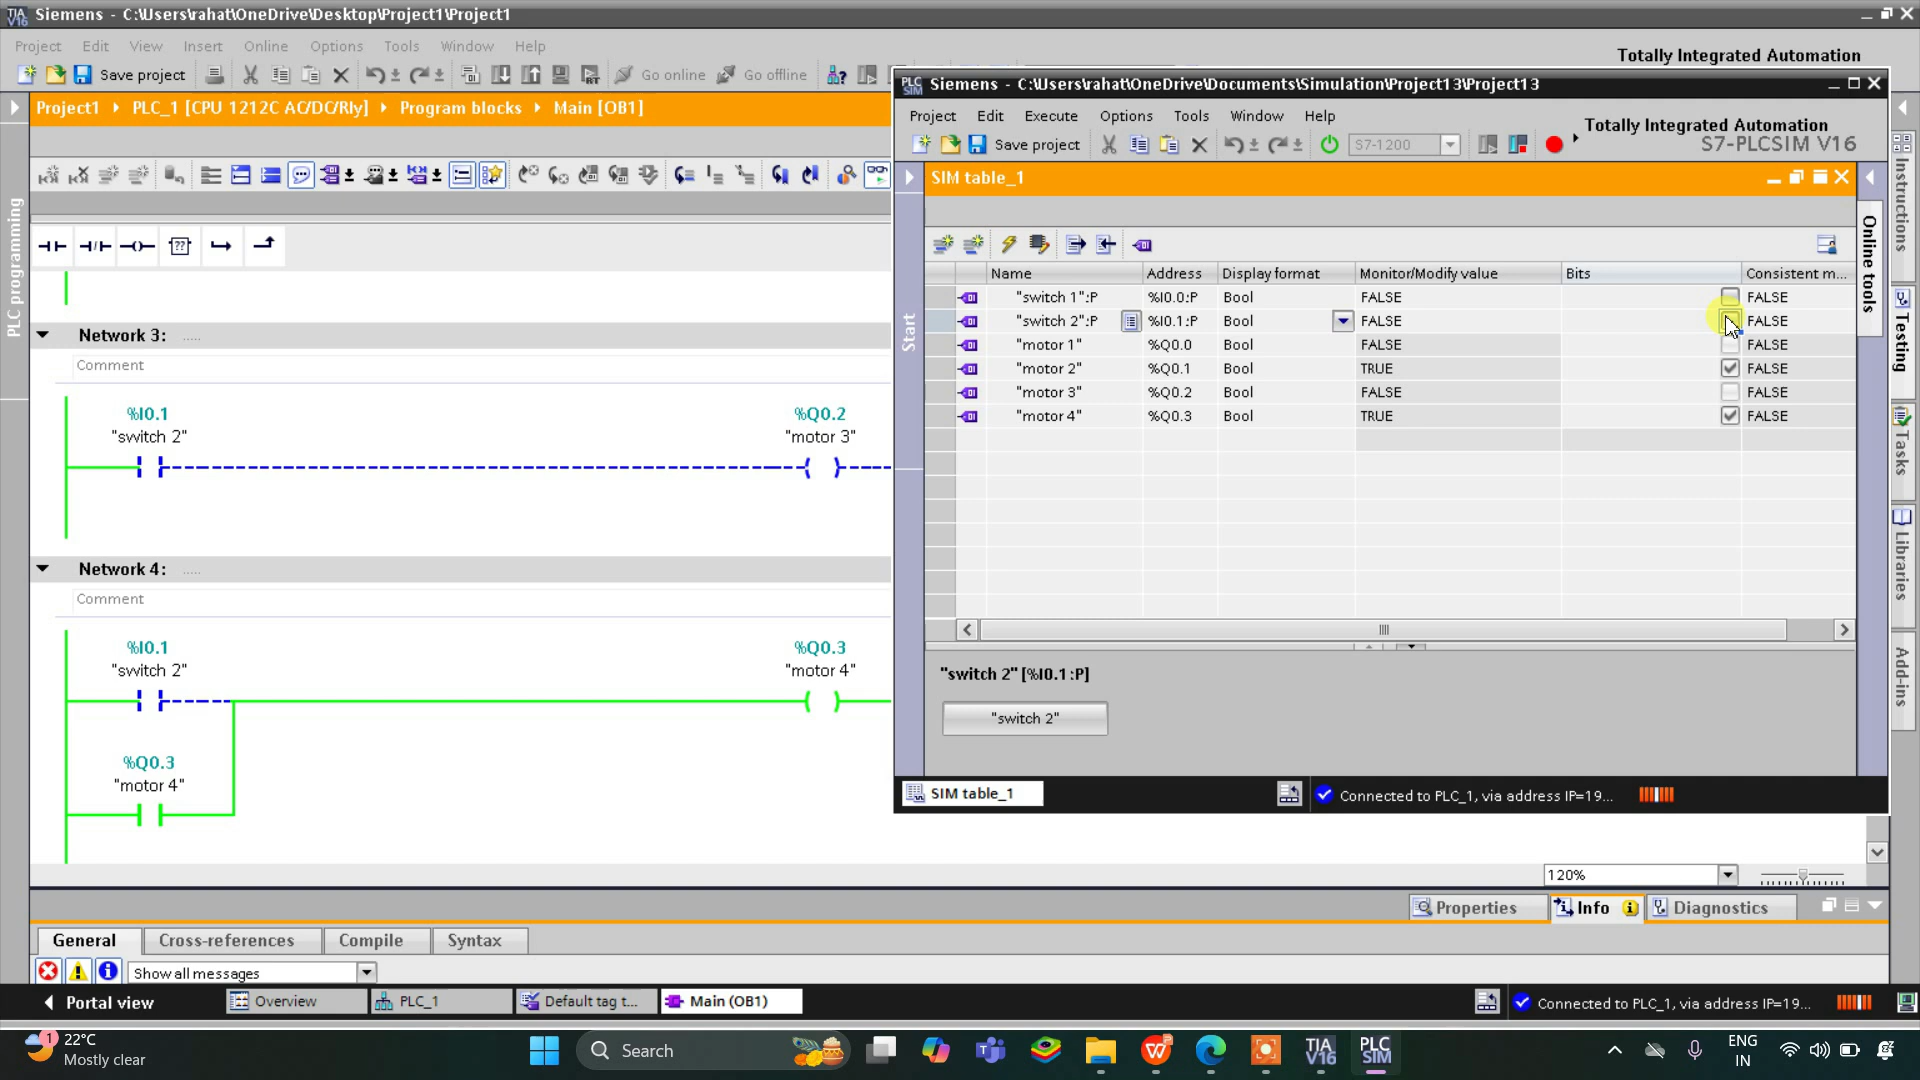 Siemens - C:\Users\rahat\OneDrive\Desktop\Project1\Project1
Project Edit View Insert Online Options Tools Window Help
Totally Integrated Automation
Save project
Go online
Go offline
Project1 ▸ PLC_1 [CPU 1212C AC/DC/Rly] ▸ Program blocks ▸ Main [OB1]
PLC programming
Network 3: .....
Comment
%I0.1
"switch 2"
%Q0.2
"motor 3"
Network 4: .....
Comment
%I0.1
"switch 2"
%Q0.3
"motor 4"
%Q0.3
"motor 4"
Siemens - C:\Users\rahat\OneDrive\Documents\Simulation\Project13\Project13
Project Edit Execute Options Tools Window Help
Totally Integrated Automation
S7-PLCSIM V16
Save project
S7-1200
SIM table_1
Start
Name Address Display format Monitor/Modify value Bits Consistent m...
"switch 1":P %I0.0:P Bool FALSE FALSE
"switch 2":P %I0.1:P Bool FALSE FALSE
"motor 1" %Q0.0 Bool FALSE FALSE
"motor 2" %Q0.1 Bool TRUE FALSE
"motor 3" %Q0.2 Bool FALSE FALSE
"motor 4" %Q0.3 Bool TRUE FALSE
"switch 2" [%I0.1:P]
"switch 2"
SIM table_1
Connected to PLC_1, via address IP=19...
Online tools
Instructions
Testing
Tasks
Libraries
Add-ins
120%
Properties
Info
Diagnostics
General
Cross-references
Compile
Syntax
Show all messages
Portal view
Overview
PLC_1
Default tag t...
Main (OB1)
Connected to PLC_1, via address IP=19...
1
22°C
Mostly clear
Search
TIA
V16
PLC
SIM
ENG
IN